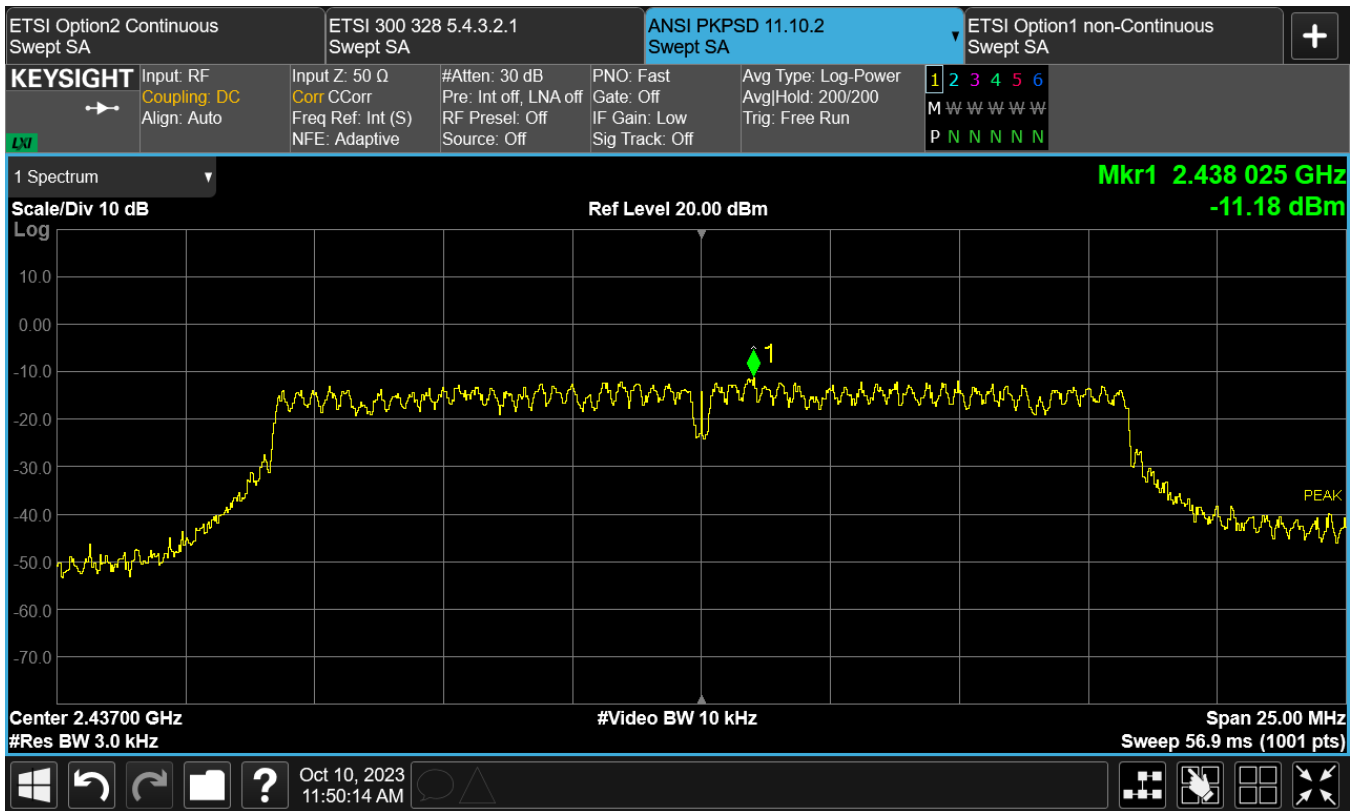 ETSI Option2 Continuous
Swept SA
ETSI 300 328 5.4.3.2.1
Swept SA
ANSI PKPSD 11.10.2
Swept SA
ETSI Option1 non-Continuous
Swept SA
KEYSIGHT
LXI
Input: RF
Coupling: DC
Align: Auto
Input Z: 50 Ω
Corr CCorr
Freq Ref: Int (S)
NFE: Adaptive
#Atten: 30 dB
Pre: Int off, LNA off
RF Presel: Off
Source: Off
PNO: Fast
Gate: Off
IF Gain: Low
Sig Track: Off
Avg Type: Log-Power
Avg|Hold: 200/200
Trig: Free Run
1 2 3 4 5 6
M W W W W W
P N N N N N
1 Spectrum
Mkr1 2.438 025 GHz
-11.18 dBm
Scale/Div 10 dB
Ref Level 20.00 dBm
Log
10.0
0.00
-10.0
-20.0
-30.0
-40.0
-50.0
-60.0
-70.0
1
PEAK
Center 2.43700 GHz
#Video BW 10 kHz
Span 25.00 MHz
#Res BW 3.0 kHz
Sweep 56.9 ms (1001 pts)
?
Oct 10, 2023
11:50:14 AM